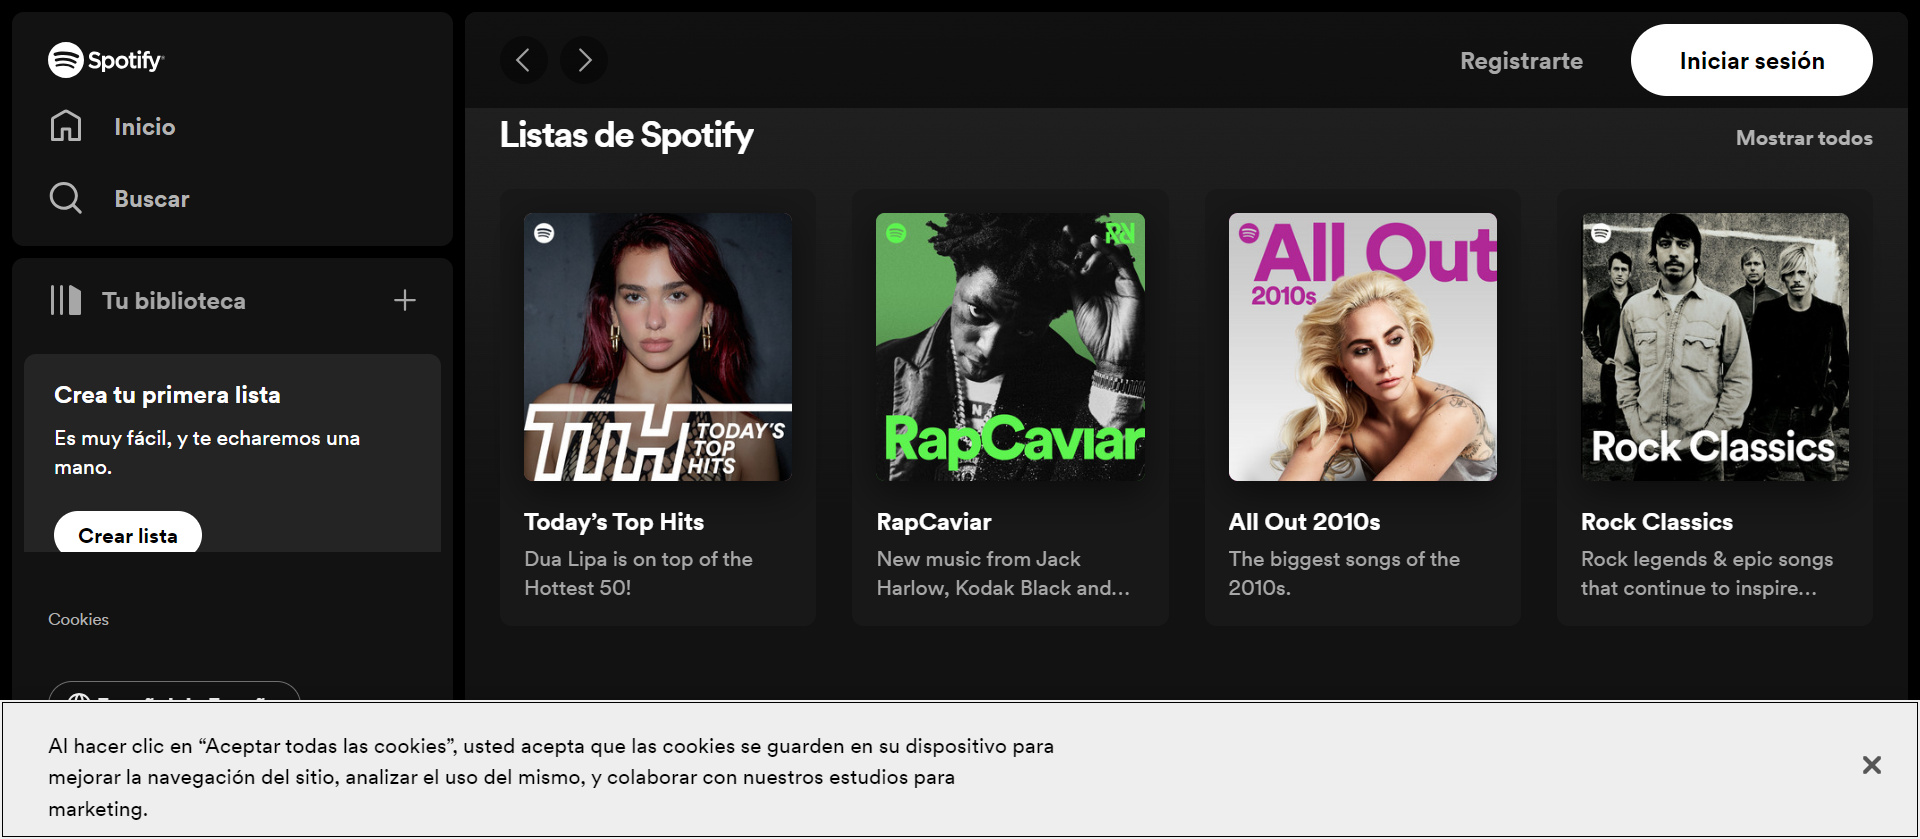 Spotify
Inicio
Buscar
Tu biblioteca
Crea tu primera lista
Es muy fácil, y te echaremos una
mano.
Crear lista
Cookies
Registrarte
Iniciar sesión
Listas de Spotify
Mostrar todos
TTH TODAY'S
TOP
HITS
Today’s Top Hits
Dua Lipa is on top of the
Hottest 50!
RapCaviar
RapCaviar
New music from Jack
Harlow, Kodak Black and...
All Out
2010s
All Out 2010s
The biggest songs of the
2010s.
Rock Classics
Rock Classics
Rock legends & epic songs
that continue to inspire...
Al hacer clic en “Aceptar todas las cookies”, usted acepta que las cookies se guarden en su dispositivo para
mejorar la navegación del sitio, analizar el uso del mismo, y colaborar con nuestros estudios para
marketing.